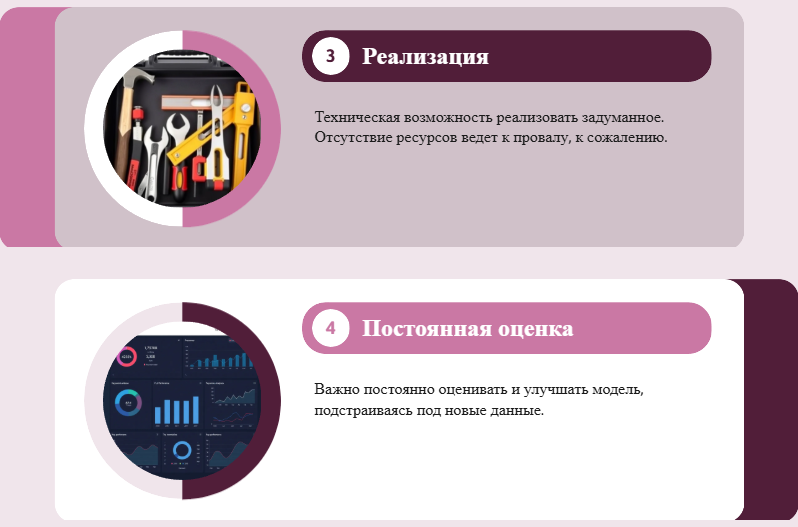 3 Реализация
Техническая возможность реализовать задуманное.
Отсутствие ресурсов ведет к провалу, к сожалению.
4 Постоянная оценка
Важно постоянно оценивать и улучшать модель,
подстраиваясь под новые данные.